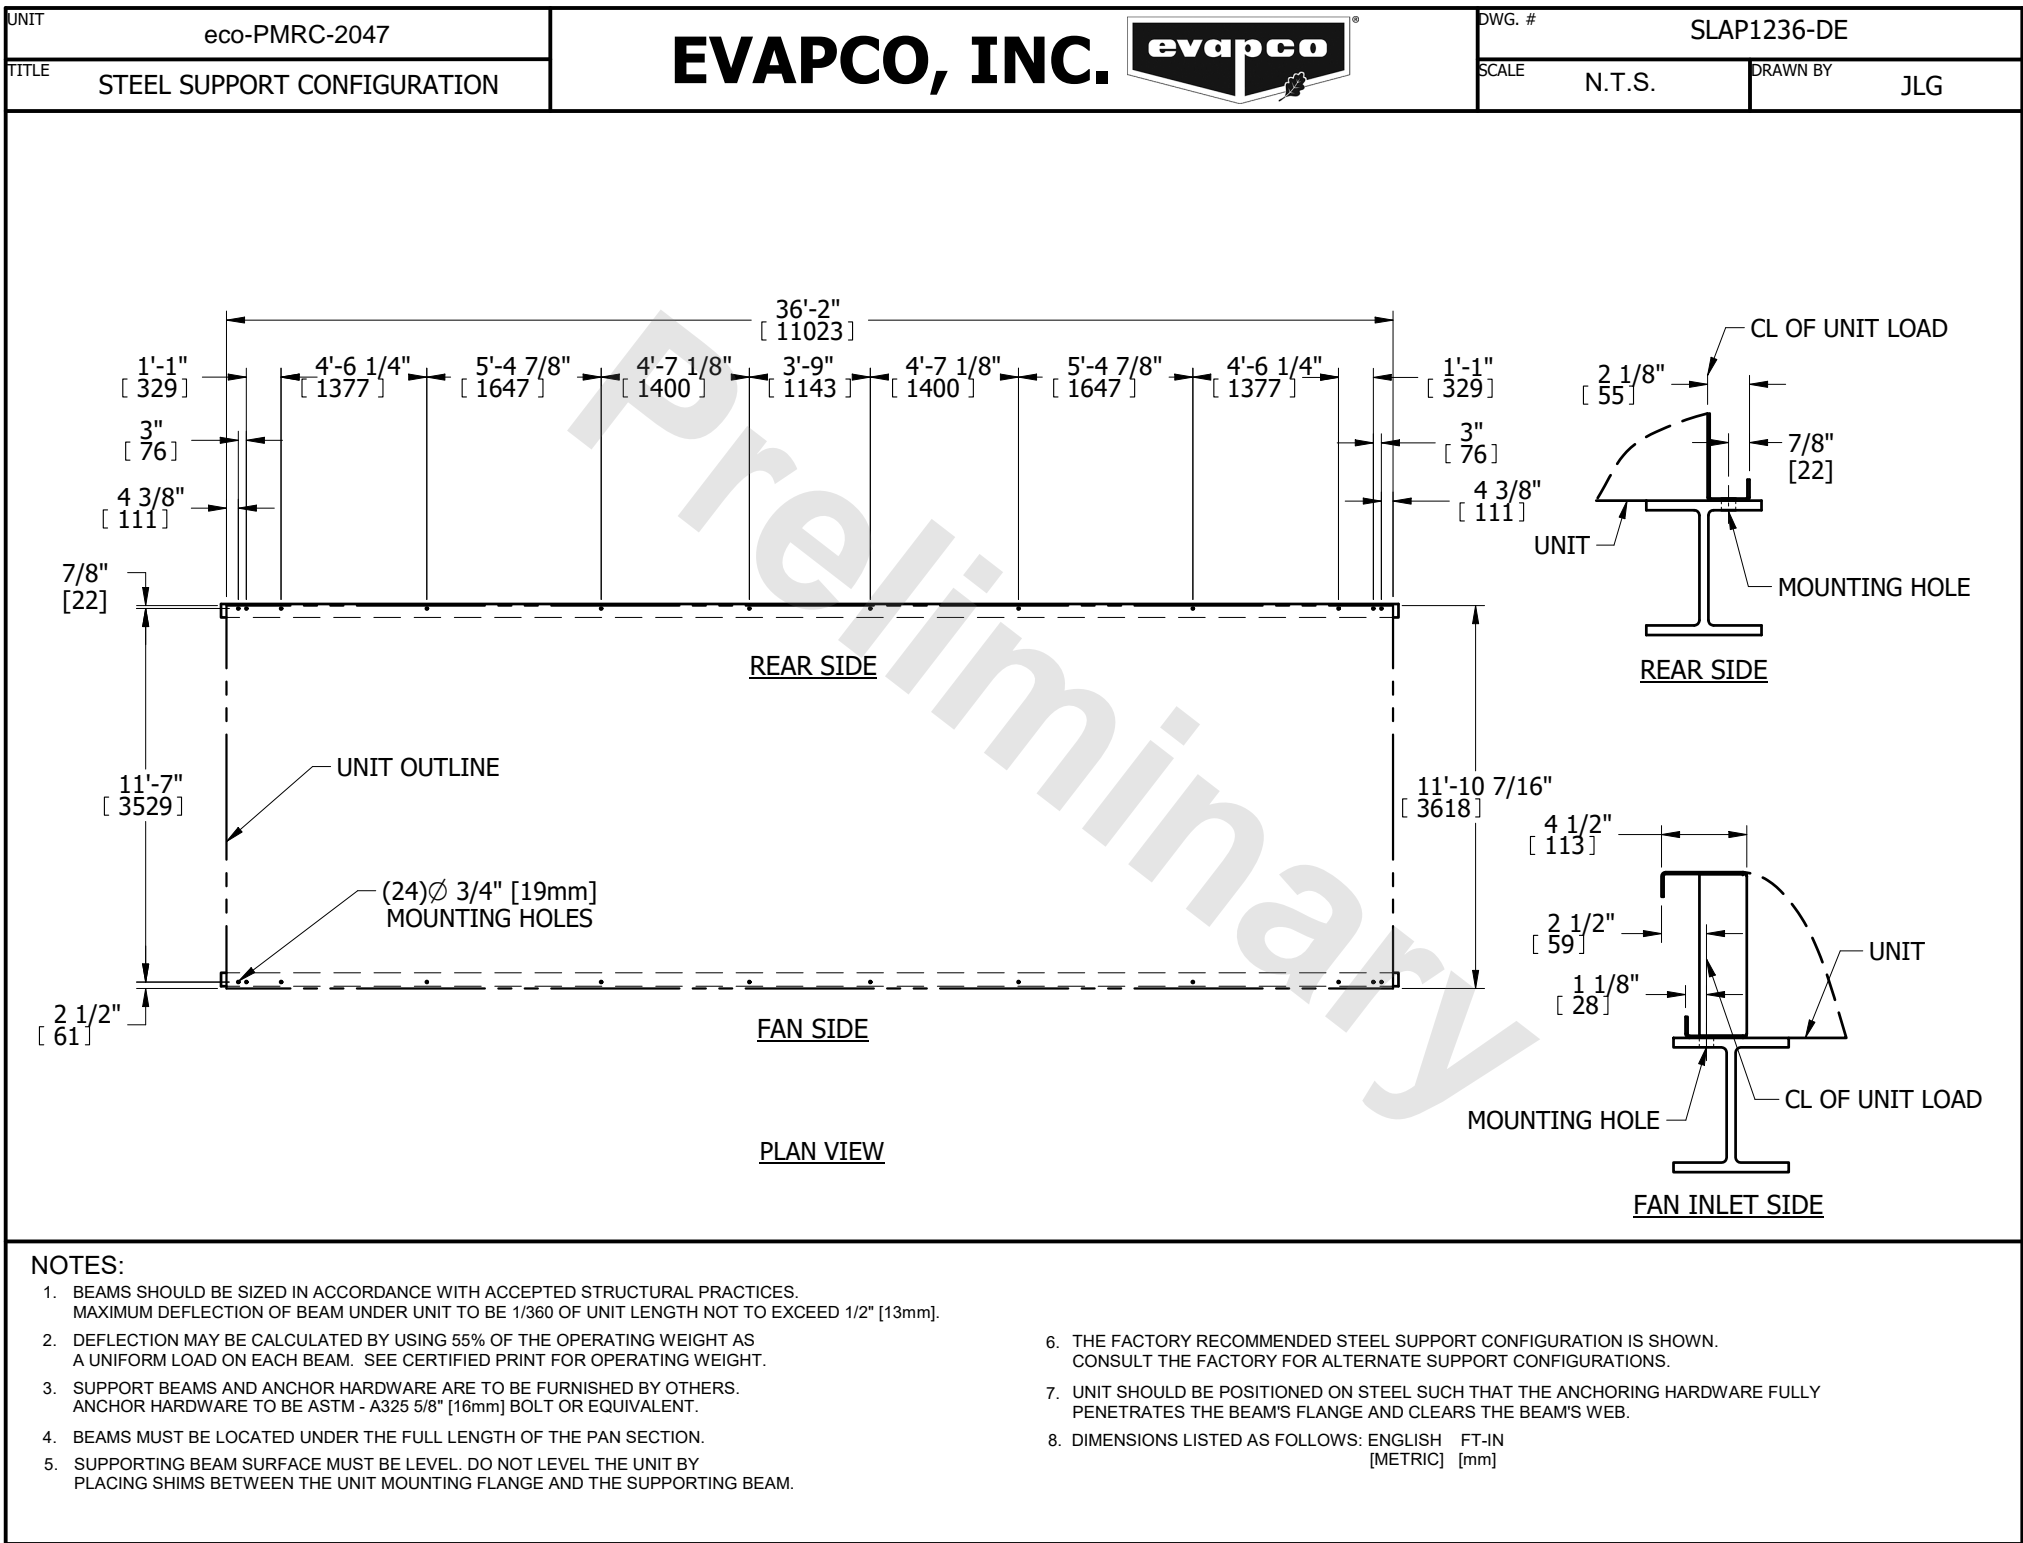 UNIT
eco-PMRC-2047
TITLE
STEEL SUPPORT CONFIGURATION
EVAPCO, INC.
evapco
®
DWG. #
SLAP1236-DE
SCALE
N.T.S.
DRAWN BY
JLG
36'-2"
[ 11023]
1'-1"
[ 329]
4'-6 1/4"
[ 1377 ]
5'-4 7/8"
[ 1647 ]
4'-7 1/8"
[ 1400 ]
3'-9"
[ 1143 ]
4'-7 1/8"
[ 1400 ]
5'-4 7/8"
[ 1647 ]
4'-6 1/4"
[ 1377 ]
1'-1"
[ 329]
3"
[ 76]
3"
[ 76]
4 3/8"
[ 111]
4 3/8"
[ 111]
7/8"
[22]
REAR SIDE
11'-7"
[ 3529]
UNIT OUTLINE
11'-10 7/16"
[ 3618]
(24)∅ 3/4" [19mm]
MOUNTING HOLES
2 1/2"
[ 61]
FAN SIDE
PLAN VIEW
Preliminary
CL OF UNIT LOAD
2 1/8"
[ 55]
7/8"
[22]
UNIT
MOUNTING HOLE
REAR SIDE
4 1/2"
[ 113]
2 1/2"
[ 59]
UNIT
1 1/8"
[ 28]
CL OF UNIT LOAD
MOUNTING HOLE
FAN INLET SIDE
NOTES:
1. BEAMS SHOULD BE SIZED IN ACCORDANCE WITH ACCEPTED STRUCTURAL PRACTICES.
MAXIMUM DEFLECTION OF BEAM UNDER UNIT TO BE 1/360 OF UNIT LENGTH NOT TO EXCEED 1/2" [13mm].
2. DEFLECTION MAY BE CALCULATED BY USING 55% OF THE OPERATING WEIGHT AS
A UNIFORM LOAD ON EACH BEAM. SEE CERTIFIED PRINT FOR OPERATING WEIGHT.
3. SUPPORT BEAMS AND ANCHOR HARDWARE ARE TO BE FURNISHED BY OTHERS.
ANCHOR HARDWARE TO BE ASTM - A325 5/8" [16mm] BOLT OR EQUIVALENT.
4. BEAMS MUST BE LOCATED UNDER THE FULL LENGTH OF THE PAN SECTION.
5. SUPPORTING BEAM SURFACE MUST BE LEVEL. DO NOT LEVEL THE UNIT BY
PLACING SHIMS BETWEEN THE UNIT MOUNTING FLANGE AND THE SUPPORTING BEAM.
6. THE FACTORY RECOMMENDED STEEL SUPPORT CONFIGURATION IS SHOWN.
CONSULT THE FACTORY FOR ALTERNATE SUPPORT CONFIGURATIONS.
7. UNIT SHOULD BE POSITIONED ON STEEL SUCH THAT THE ANCHORING HARDWARE FULLY
PENETRATES THE BEAM'S FLANGE AND CLEARS THE BEAM'S WEB.
8. DIMENSIONS LISTED AS FOLLOWS: ENGLISH FT-IN
[METRIC] [mm]